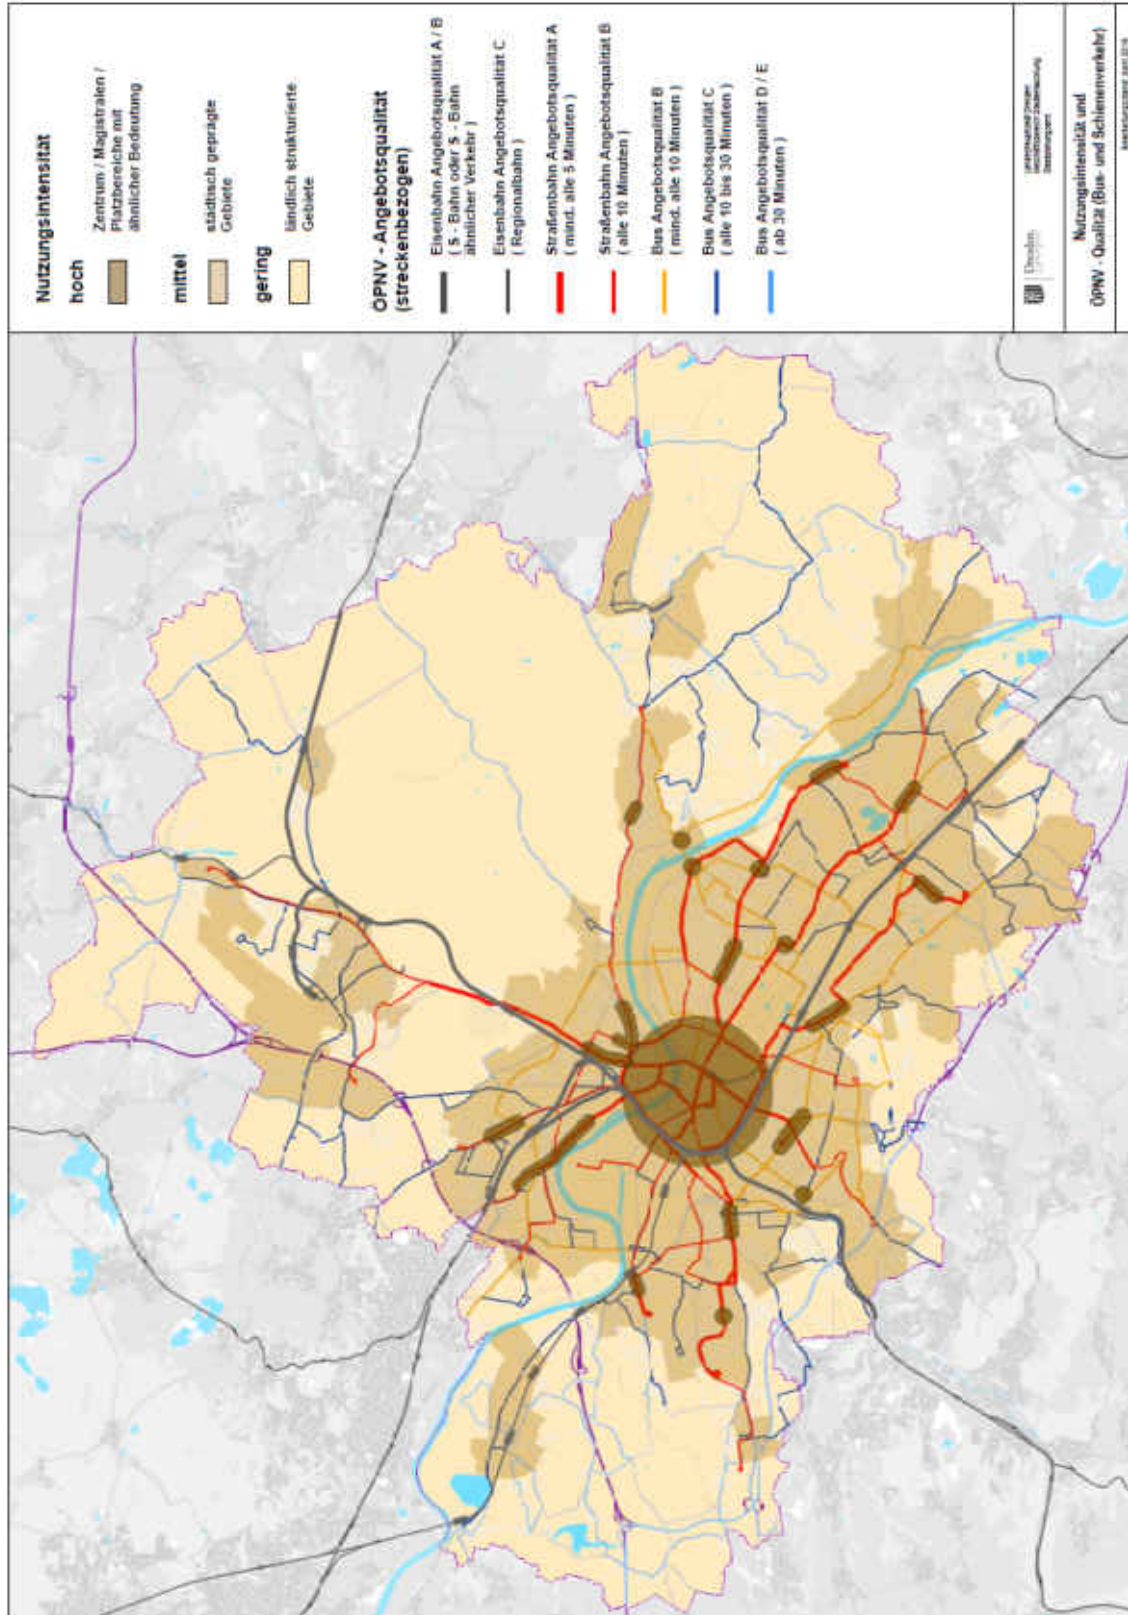 Nutzungsintensität
hoch
Zentrum / Magistralen /
Platzbereiche mit
ähnlicher Bedeutung
mittel
städtisch geprägte
Gebiete
gering
ländlich strukturierte
Gebiete
ÖPNV - Angebotsqualität
(streckenbezogen)
Eisenbahn Angebotsqualität A / B
( S - Bahn oder S - Bahn
ähnlicher Verkehr )
Eisenbahn Angebotsqualität C
( Regionalbahn )
Straßenbahn Angebotsqualität A
( mind. alle 5 Minuten )
Straßenbahn Angebotsqualität B
( alle 10 Minuten )
Bus Angebotsqualität B
( mind. alle 10 Minuten )
Bus Angebotsqualität C
( alle 10 bis 30 Minuten )
Bus Angebotsqualität D / E
( ab 30 Minuten )
Dresden
Nutzungsintensität und
ÖPNV - Qualität (Bus- und Schienenverkehr)